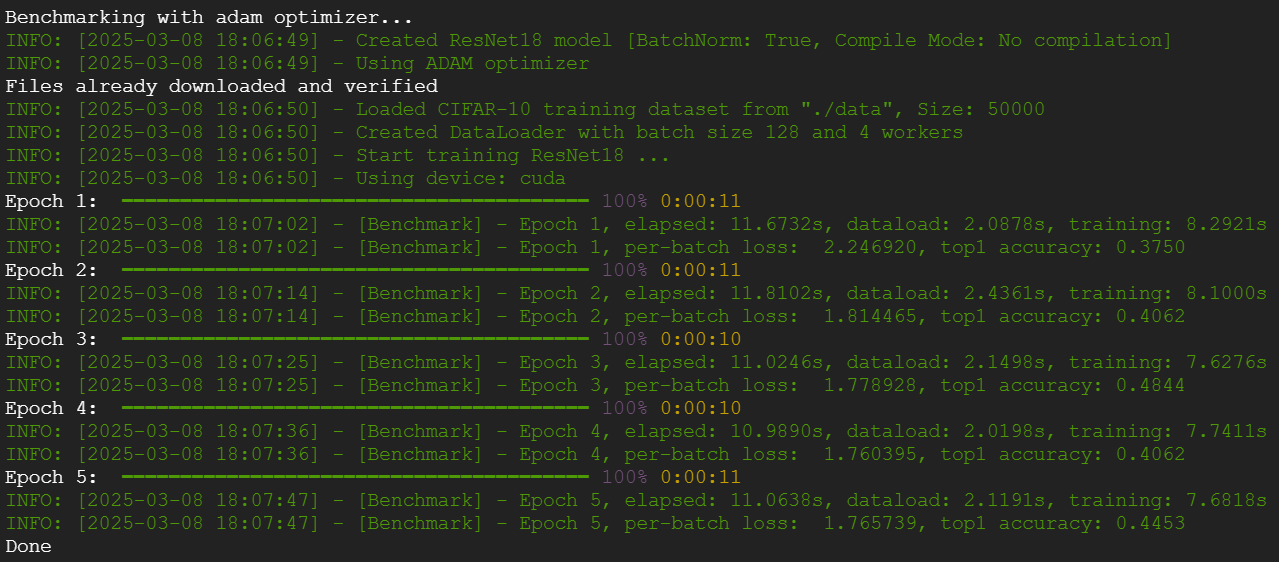 Benchmarking with adam optimizer...
INFO: [2025-03-08 18:06:49] - Created ResNet18 model [BatchNorm: True, Compile Mode: No compilation]
INFO: [2025-03-08 18:06:49] - Using ADAM optimizer
Files already downloaded and verified
INFO: [2025-03-08 18:06:50] - Loaded CIFAR-10 training dataset from "./data", Size: 50000
INFO: [2025-03-08 18:06:50] - Created DataLoader with batch size 128 and 4 workers
INFO: [2025-03-08 18:06:50] - Start training ResNet18 ...
INFO: [2025-03-08 18:06:50] - Using device: cuda
Epoch 1: 100% 0:00:11
INFO: [2025-03-08 18:07:02] - [Benchmark] - Epoch 1, elapsed: 11.6732s, dataload: 2.0878s, training: 8.2921s
INFO: [2025-03-08 18:07:02] - [Benchmark] - Epoch 1, per-batch loss:  2.246920, top1 accuracy: 0.3750
Epoch 2: 100% 0:00:11
INFO: [2025-03-08 18:07:14] - [Benchmark] - Epoch 2, elapsed: 11.8102s, dataload: 2.4361s, training: 8.1000s
INFO: [2025-03-08 18:07:14] - [Benchmark] - Epoch 2, per-batch loss:  1.814465, top1 accuracy: 0.4062
Epoch 3: 100% 0:00:10
INFO: [2025-03-08 18:07:25] - [Benchmark] - Epoch 3, elapsed: 11.0246s, dataload: 2.1498s, training: 7.6276s
INFO: [2025-03-08 18:07:25] - [Benchmark] - Epoch 3, per-batch loss:  1.778928, top1 accuracy: 0.4844
Epoch 4: 100% 0:00:10
INFO: [2025-03-08 18:07:36] - [Benchmark] - Epoch 4, elapsed: 10.9890s, dataload: 2.0198s, training: 7.7411s
INFO: [2025-03-08 18:07:36] - [Benchmark] - Epoch 4, per-batch loss:  1.760395, top1 accuracy: 0.4062
Epoch 5: 100% 0:00:11
INFO: [2025-03-08 18:07:47] - [Benchmark] - Epoch 5, elapsed: 11.0638s, dataload: 2.1191s, training: 7.6818s
INFO: [2025-03-08 18:07:47] - [Benchmark] - Epoch 5, per-batch loss:  1.765739, top1 accuracy: 0.4453
Done